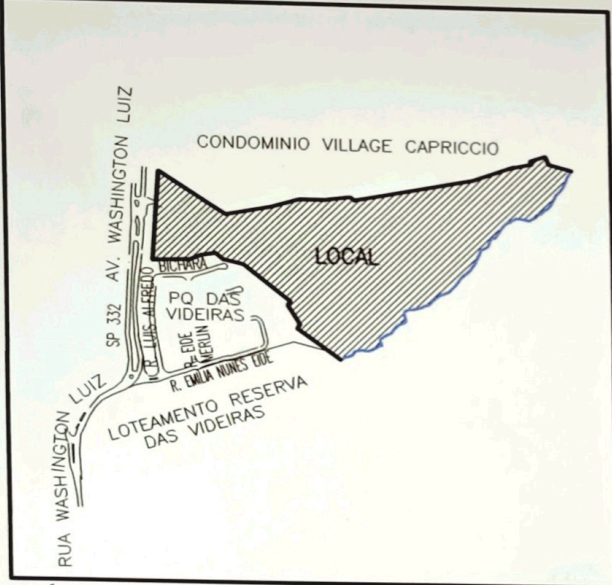 CONDOMINIO VILLAGE CAPRICCIO
SP 332 AV. WASHINGTON LUIZ
LOCAL
BICHARA
R. LUIS ALFREDO
PQ DAS
VIDEIRAS
R. EIDE
MERLIN
R. EMILIA NUNES EIDE
LOTEAMENTO RESERVA
DAS VIDEIRAS
RUA WASHINGTON LUIZ